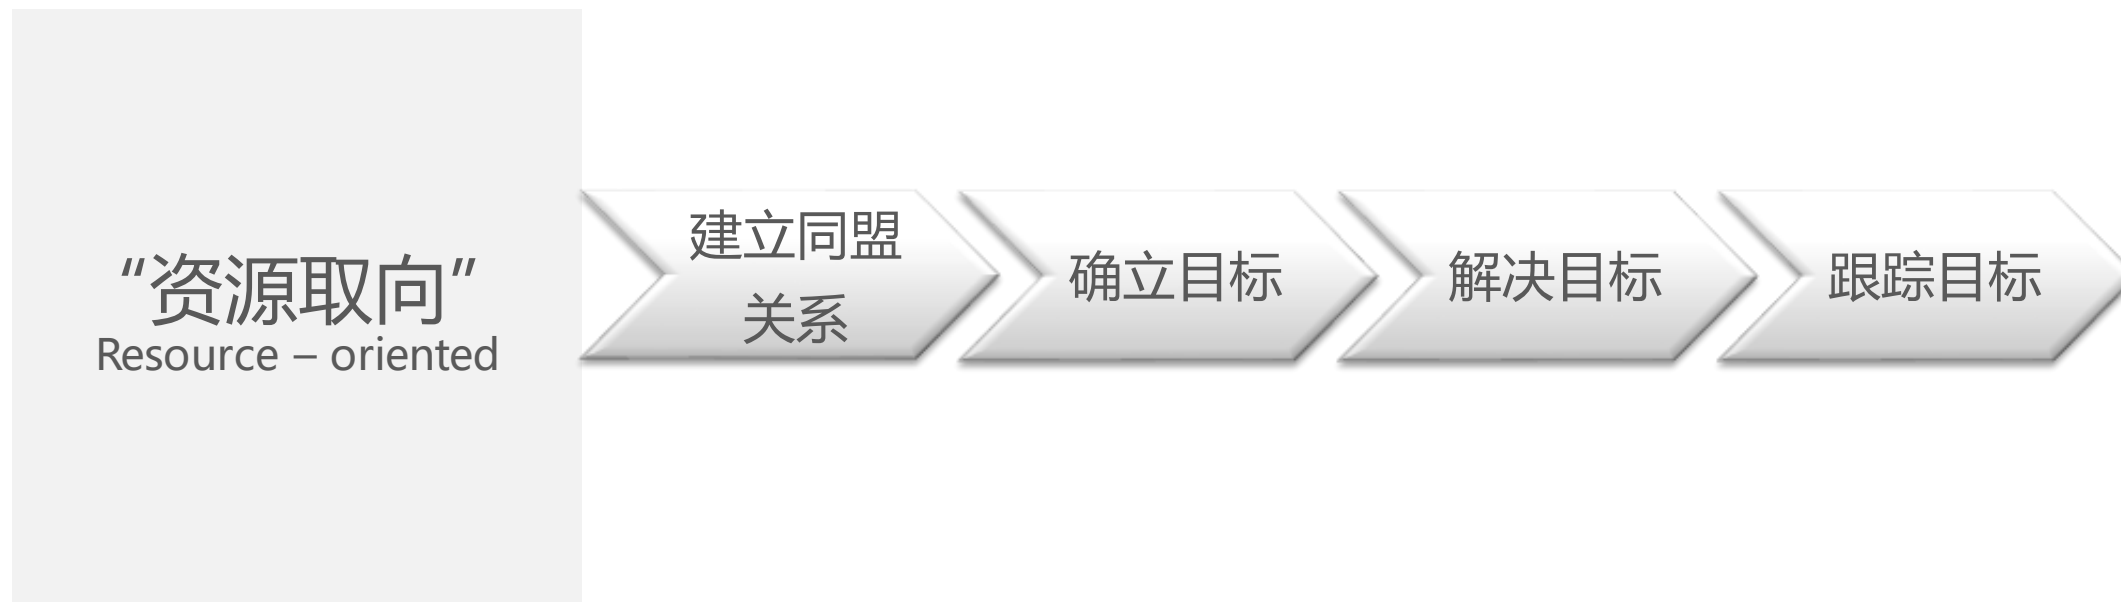 “资源取向”
Resource – oriented
建立同盟
关系
确立目标
解决目标
跟踪目标